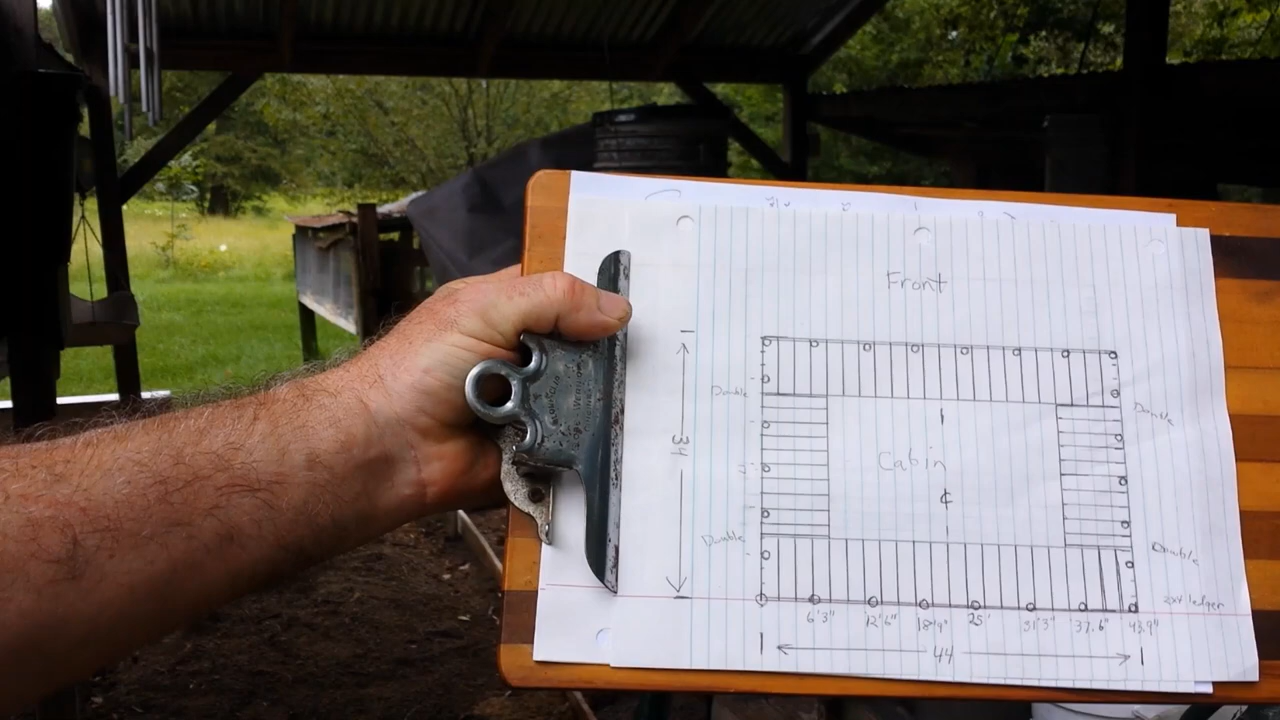 Front
34
Double
Double
Cabin
¢
Double
Double
2x4 ledger
6'3"
12'6"
18'9"
25'
31'3"
37.6"
43.9"
44